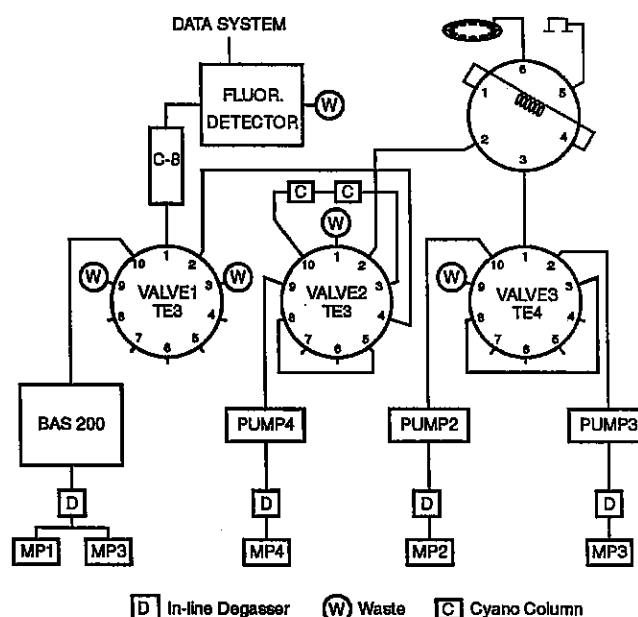 DATA SYSTEM
FLUOR.
DETECTOR
W
C-8
6
1
5
2
4
3
C
C
W
10
1
2
W
9
3
W
VALVE1
TE3
8
4
7
6
5
10
1
2
9
3
VALVE2
TE3
8
4
7
6
5
10
1
2
W
9
3
VALVE3
TE4
8
4
7
6
5
BAS 200
PUMP4
PUMP2
PUMP3
D
D
D
D
MP1
MP3
MP4
MP2
MP3
D In-line Degasser W Waste C Cyano Column